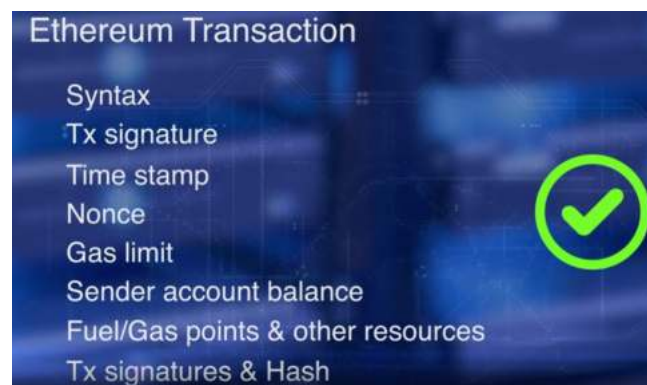 Ethereum Transaction
Syntax
Tx signature
Time stamp
Nonce
Gas limit
Sender account balance
Fuel/Gas points & other resources
Tx signatures & Hash